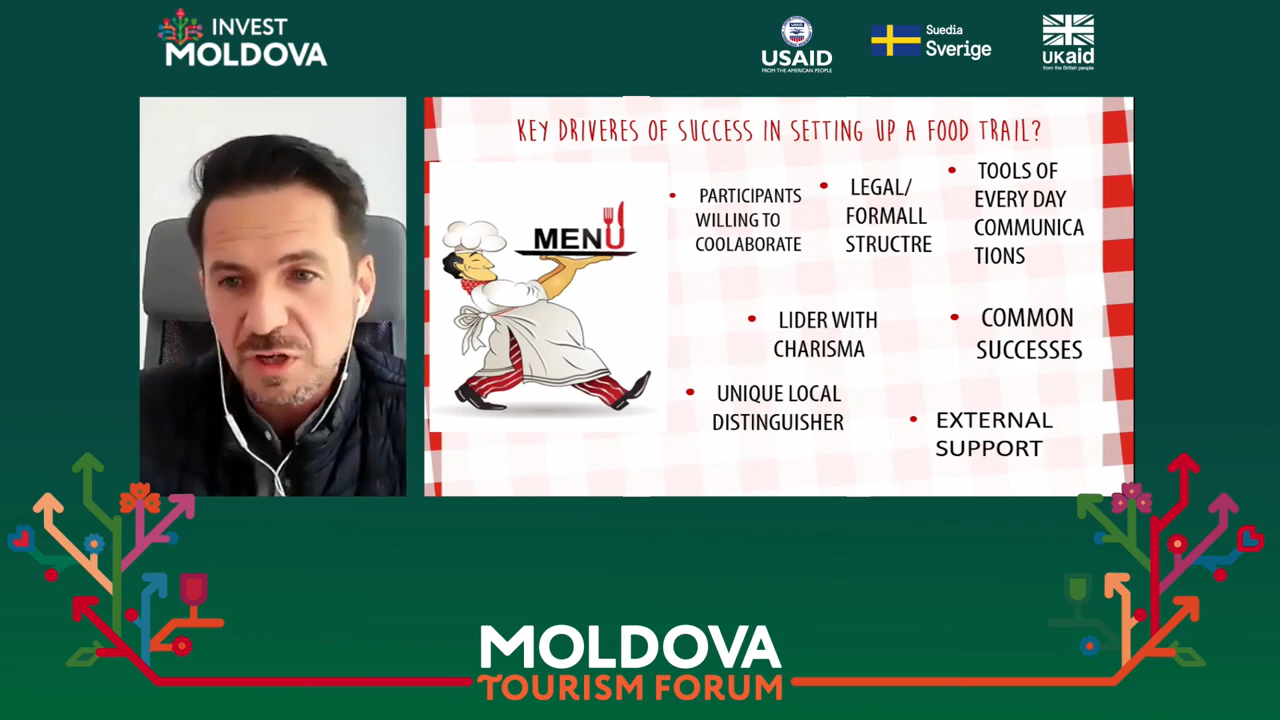 INVEST
MOLDOVA
USAID
FROM THE AMERICAN PEOPLE
Suedia
Sverige
UKaid
from the British people
KEY DRIVERES OF SUCCESS IN SETTING UP A FOOD TRAIL?
MENU
• PARTICIPANTS
WILLING TO
COOLABORATE
• LEGAL/
FORMALL
STRUCTRE
• TOOLS OF
EVERY DAY
COMMUNICA
TIONS
• LIDER WITH
CHARISMA
• COMMON
SUCCESSES
• UNIQUE LOCAL
DISTINGUISHER
• EXTERNAL
SUPPORT
MOLDOVA
TOURISM FORUM